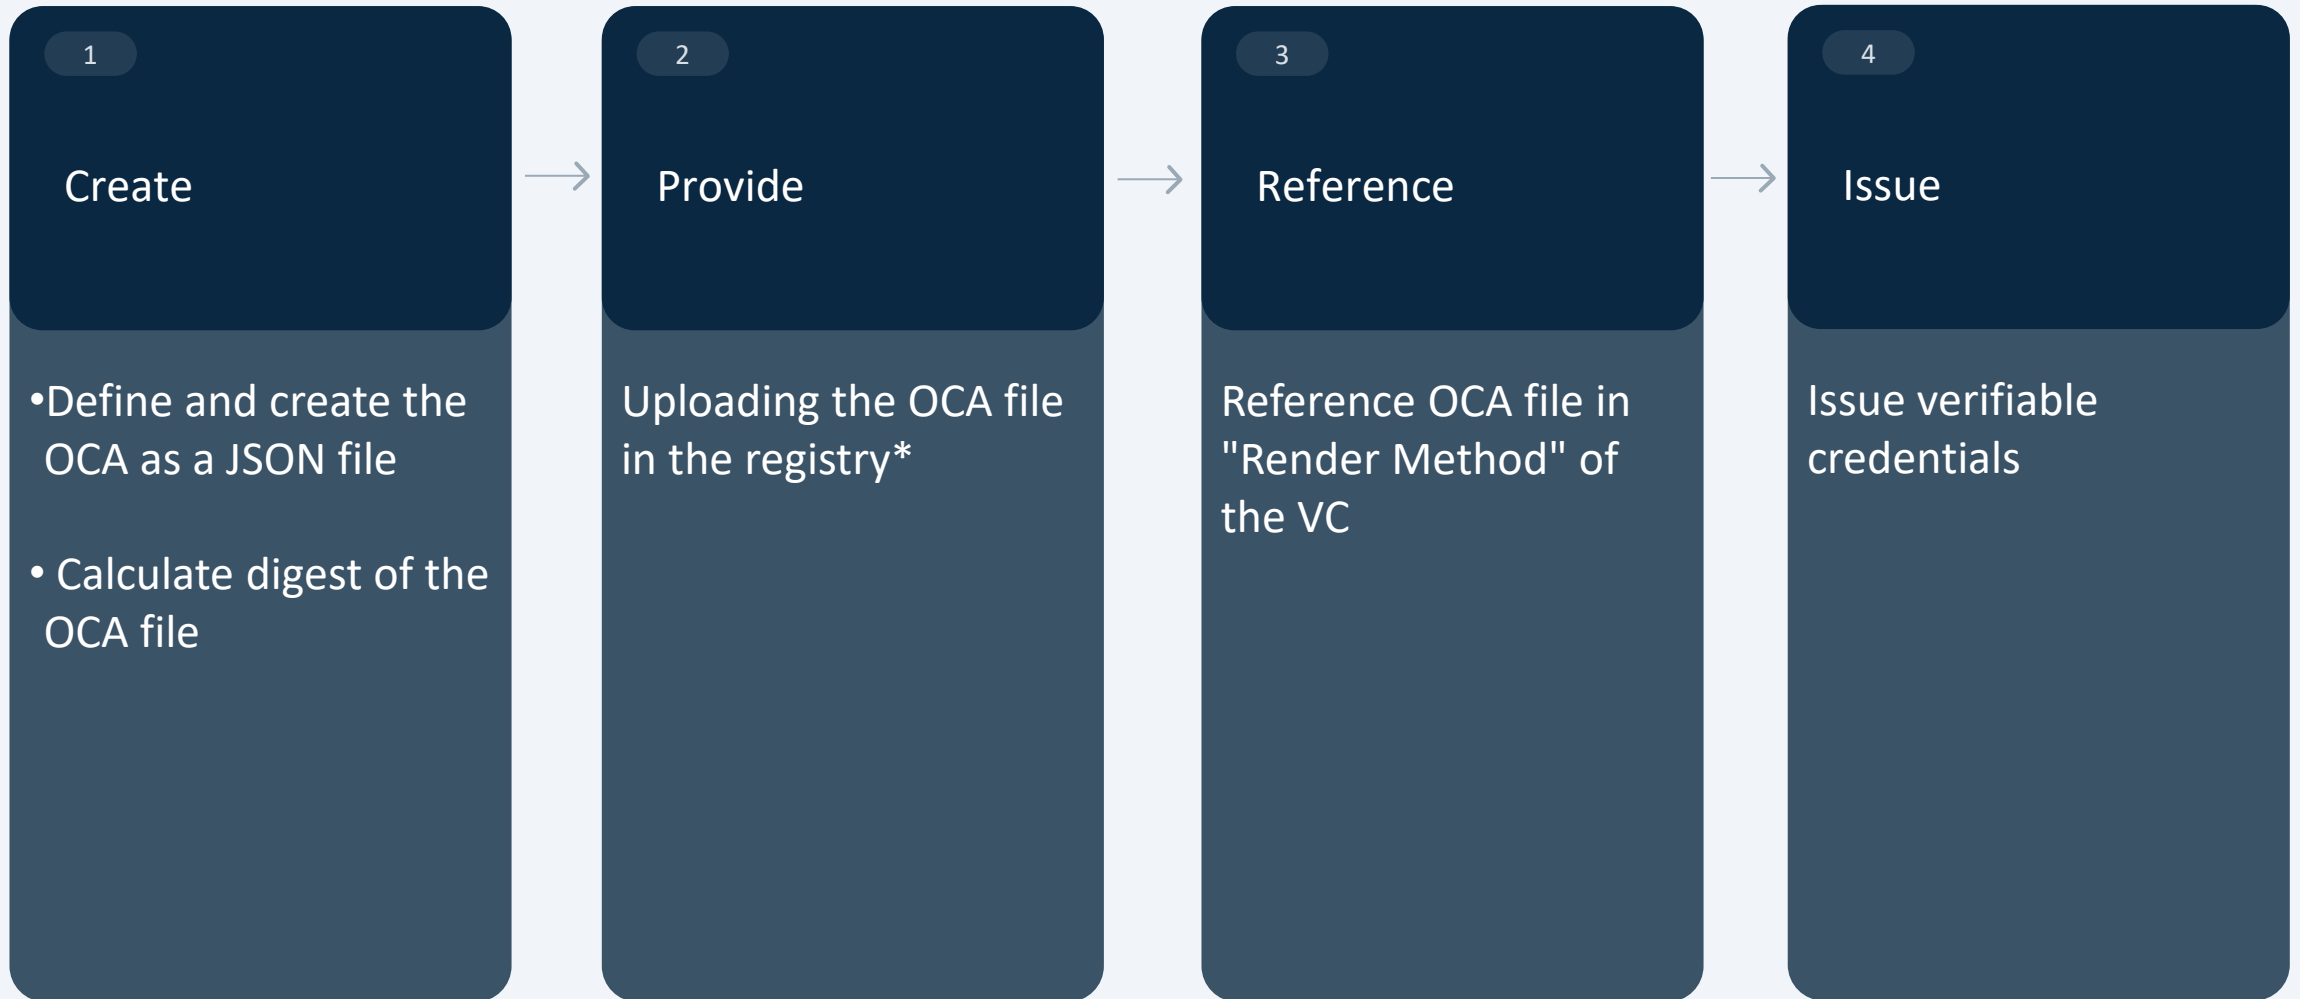 1
Create
•Define and create the
OCA as a JSON file
• Calculate digest of the
OCA file
2
Provide
Uploading the OCA file
in the registry*
3
Reference
Reference OCA file in
"Render Method" of
the VC
4
Issue
Issue verifiable
credentials